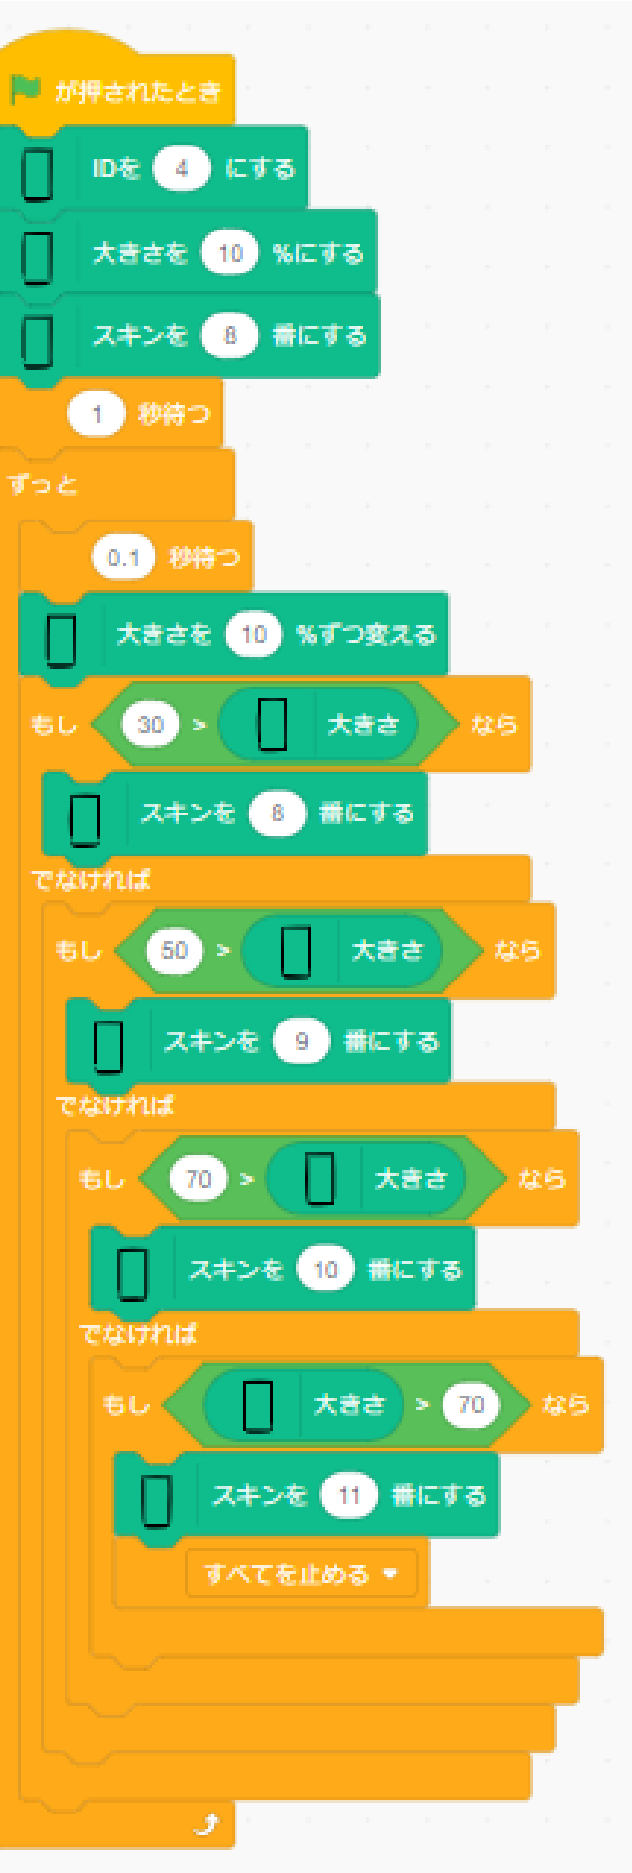 が押されたとき
IDを 4 にする
大きさを 10 %にする
スキンを 8 番にする
1 秒待つ
ずっと
0.1 秒待つ
大きさを 10 %ずつ変える
もし 30 > 大きさ なら
スキンを 8 番にする
でなければ
もし 50 > 大きさ なら
スキンを 9 番にする
でなければ
もし 70 > 大きさ なら
スキンを 10 番にする
でなければ
もし 大きさ > 70 なら
スキンを 11 番にする
すべてを止める